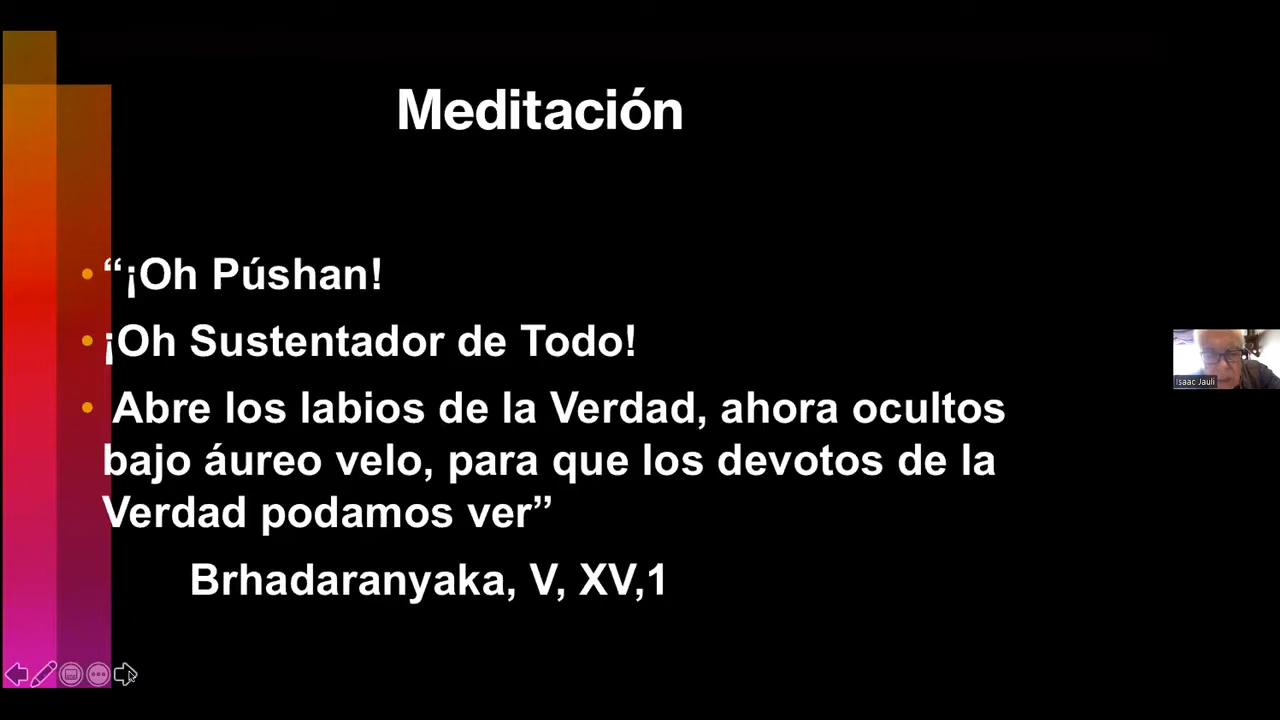 Meditación
“¡Oh Púshan!
¡Oh Sustentador de Todo!
Abre los labios de la Verdad, ahora ocultos
bajo áureo velo, para que los devotos de la
Verdad podamos ver”
Brhadaranyaka, V, XV,1
Isaac Jauli